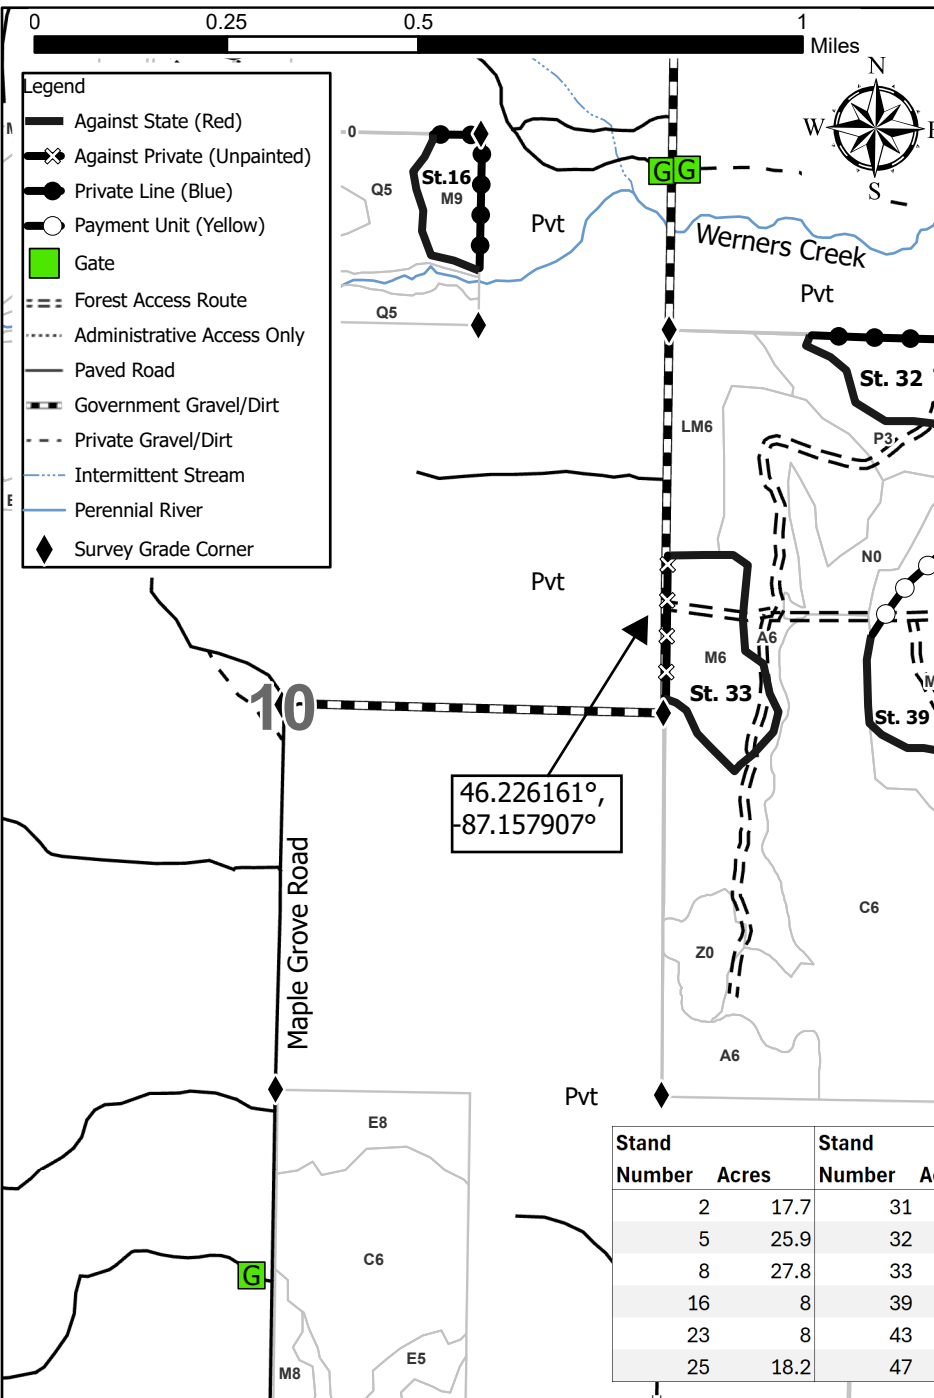 0 0.25 0.5 1
Miles
N
W E
S
Legend
Against State (Red)
Against Private (Unpainted)
Private Line (Blue)
Payment Unit (Yellow)
Gate
Forest Access Route
Administrative Access Only
Paved Road
Government Gravel/Dirt
Private Gravel/Dirt
Intermittent Stream
Perennial River
Survey Grade Corner
0
St.16
M9
Q5
Q5
Pvt
G G
Werners Creek
Pvt
St. 32
LM6
P3
N0
Pvt
A6
M6
St. 33
M
St. 39
10
46.226161°,
-87.157907°
Maple Grove Road
C6
Z0
A6
Pvt
E8
C6
G
E5
M8
Stand Stand
Number Acres Number
2 17.7 31
5 25.9 32
8 27.8 33
16 8 39
23 8 43
25 18.2 47